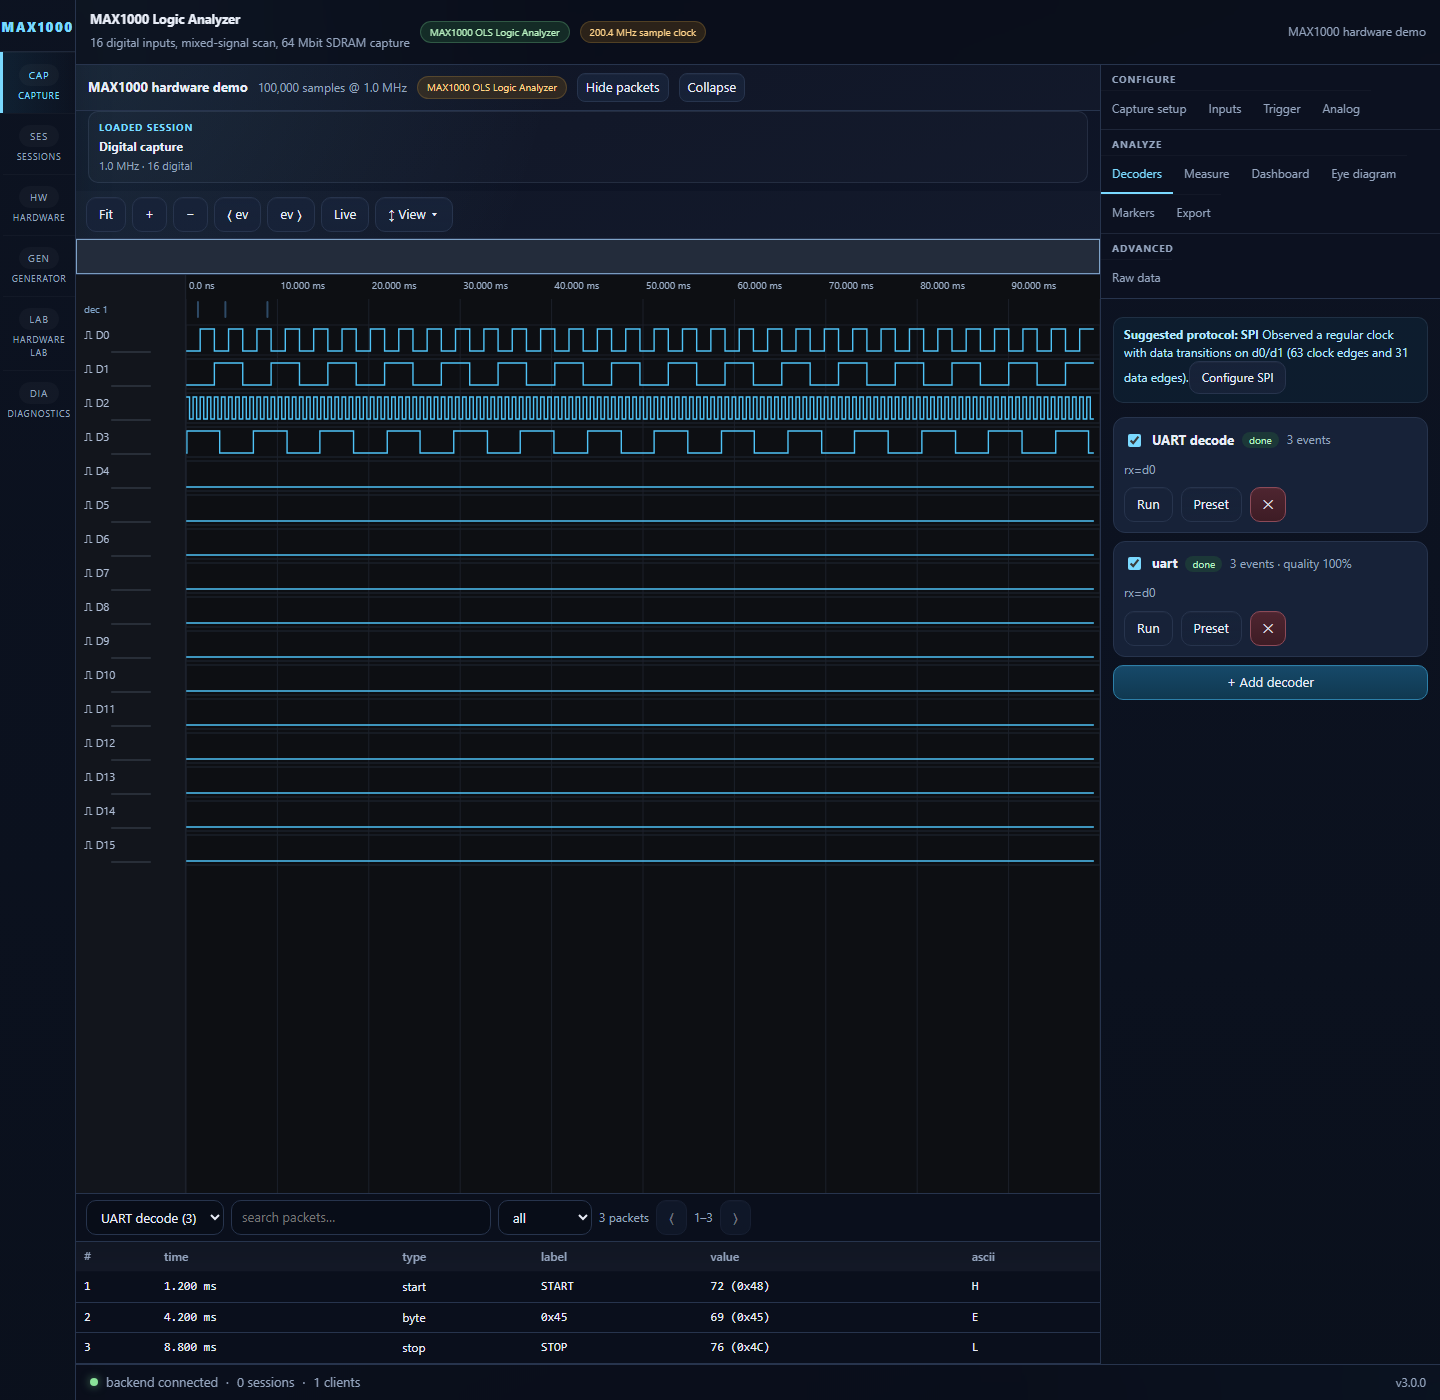 MAX1000
CAP
CAPTURE
SES
SESSIONS
HW
HARDWARE
GEN
GENERATOR
LAB
HARDWARE
LAB
DIA
DIAGNOSTICS
MAX1000 Logic Analyzer
16 digital inputs, mixed-signal scan, 64 Mbit SDRAM capture
MAX1000 OLS Logic Analyzer
200.4 MHz sample clock
MAX1000 hardware demo
MAX1000 hardware demo
100,000 samples @ 1.0 MHz
MAX1000 OLS Logic Analyzer
Hide packets
Collapse
LOADED SESSION
Digital capture
1.0 MHz · 16 digital
Fit
+
−
⟨ ev
ev ⟩
Live
↕ View ▾
0.0 ns
10.000 ms
20.000 ms
30.000 ms
40.000 ms
50.000 ms
60.000 ms
70.000 ms
80.000 ms
90.000 ms
dec 1
D0
D1
D2
D3
D4
D5
D6
D7
D8
D9
D10
D11
D12
D13
D14
D15
UART decode (3)
search packets...
all
3 packets
⟨
1–3
⟩
# time type label value ascii
1 1.200 ms start START 72 (0x48) H
2 4.200 ms byte 0x45 69 (0x45) E
3 8.800 ms stop STOP 76 (0x4C) L
CONFIGURE
Capture setup
Inputs
Trigger
Analog
ANALYZE
Decoders
Measure
Dashboard
Eye diagram
Markers
Export
ADVANCED
Raw data
Suggested protocol: SPI Observed a regular clock
with data transitions on d0/d1 (63 clock edges and 31
data edges). Configure SPI
UART decode done 3 events
rx=d0
Run
Preset
✕
uart done 3 events · quality 100%
rx=d0
Run
Preset
✕
+ Add decoder
backend connected · 0 sessions · 1 clients
v3.0.0